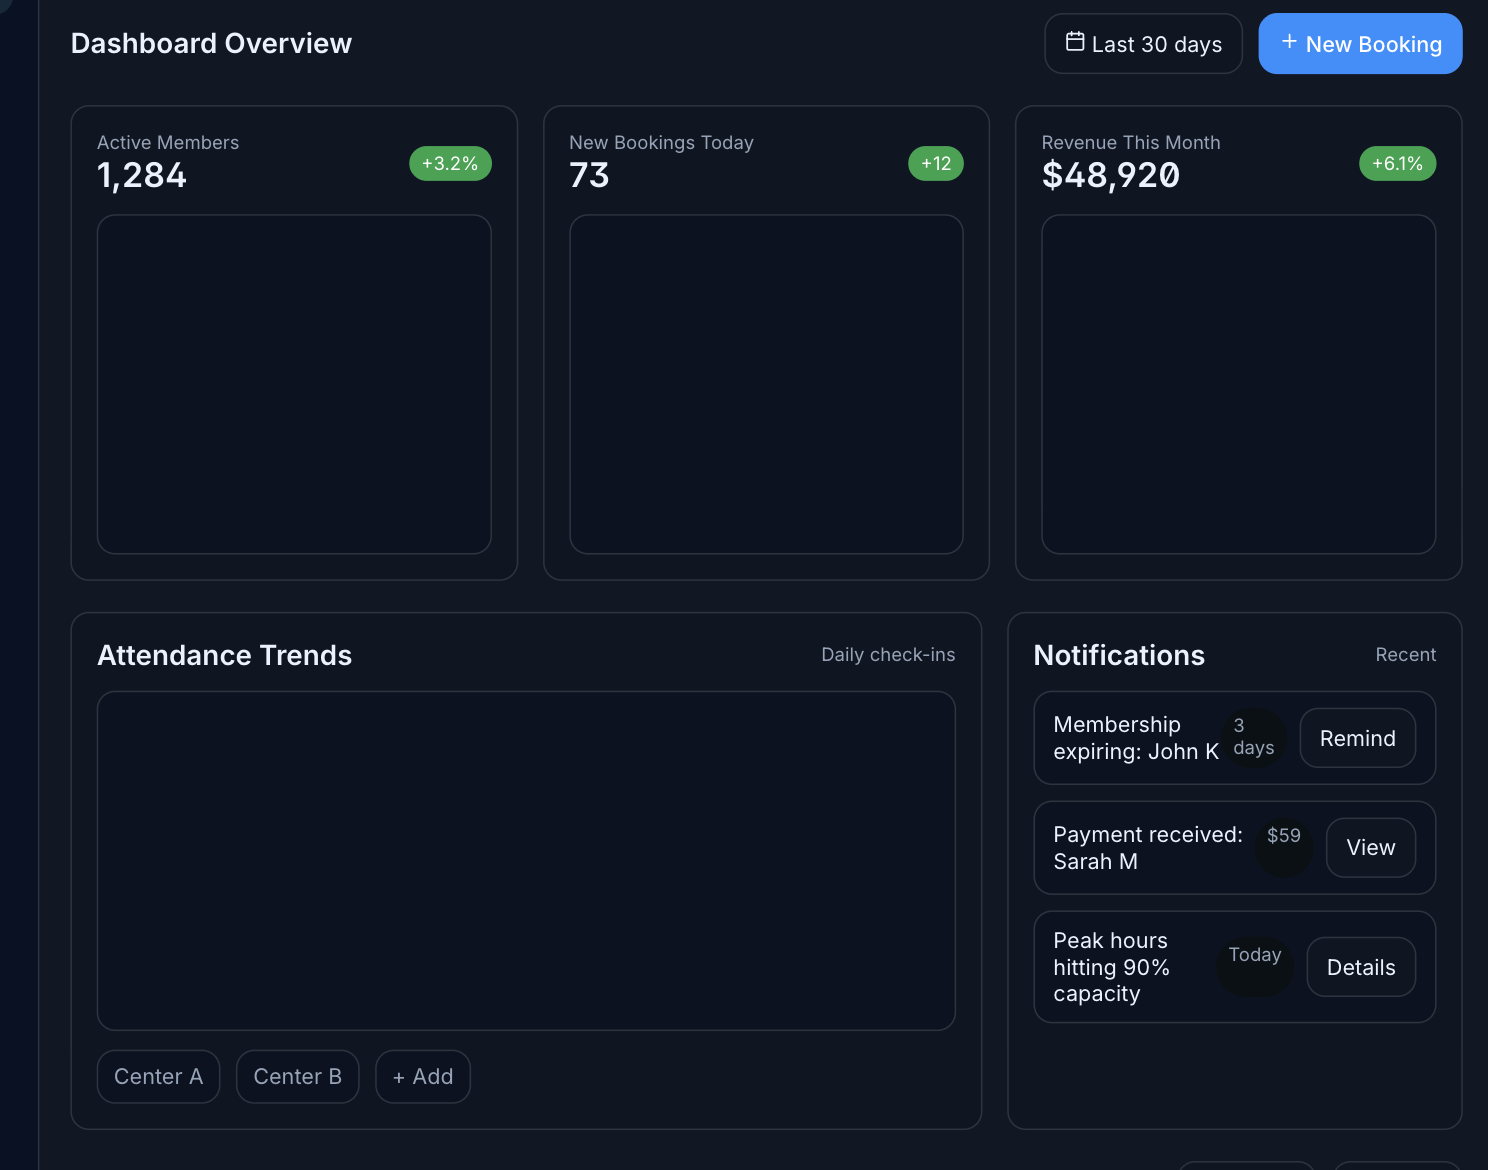 Dashboard Overview
Last 30 days
+ New Booking
Active Members
1,284
+3.2%
New Bookings Today
73
+12
Revenue This Month
$48,920
+6.1%
Attendance Trends
Daily check-ins
Center A
Center B
+ Add
Notifications
Recent
Membership
expiring: John K
3
days
Remind
Payment received:
Sarah M
$59
View
Peak hours
hitting 90%
capacity
Today
Details